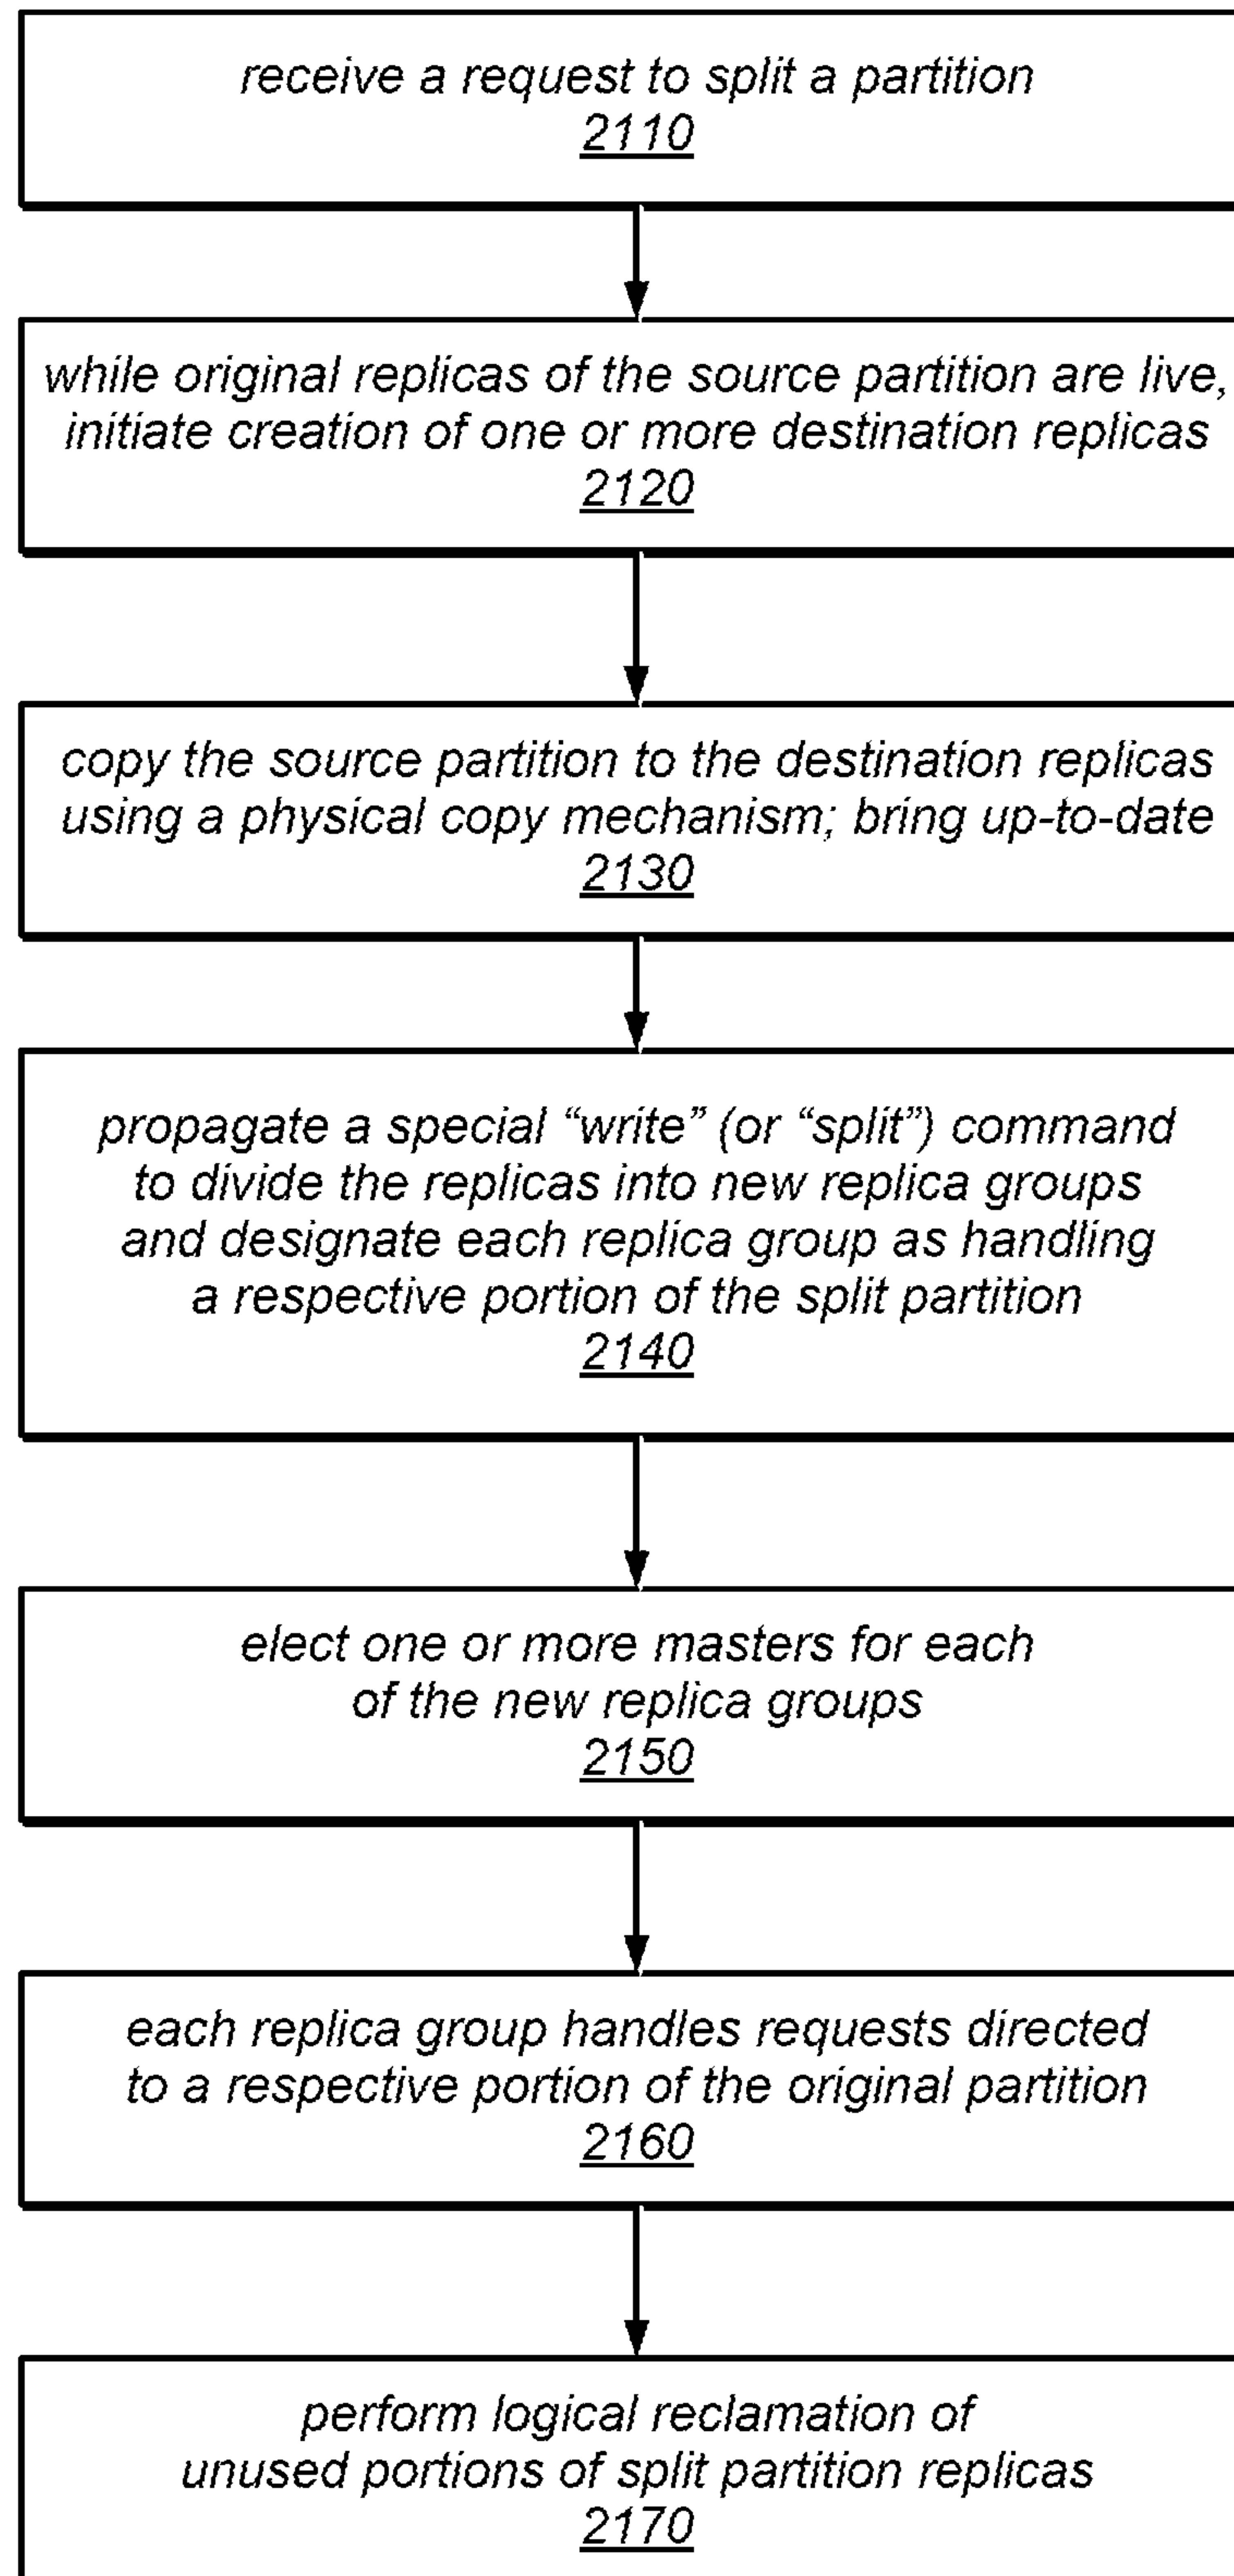 receive a request to split a partition
2110
while original replicas of the source partition are live,
initiate creation of one or more destination replicas
2120
copy the source partition to the destination replicas
using a physical copy mechanism; bring up-to-date
2130
propagate a special “write” (or “split”) command
to divide the replicas into new replica groups
and designate each replica group as handling
a respective portion of the split partition
2140
elect one or more masters for each
of the new replica groups
2150
each replica group handles requests directed
to a respective portion of the original partition
2160
perform logical reclamation of
unused portions of split partition replicas
2170